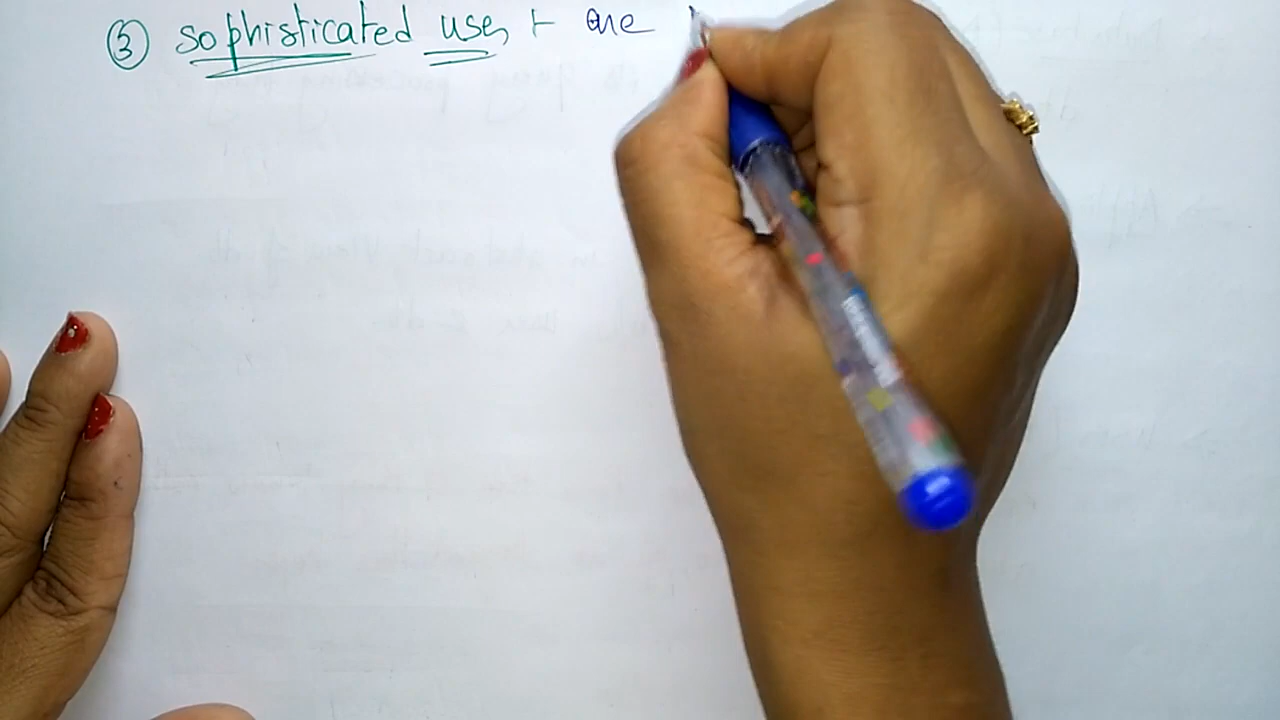 ③ sophisticated users :- are